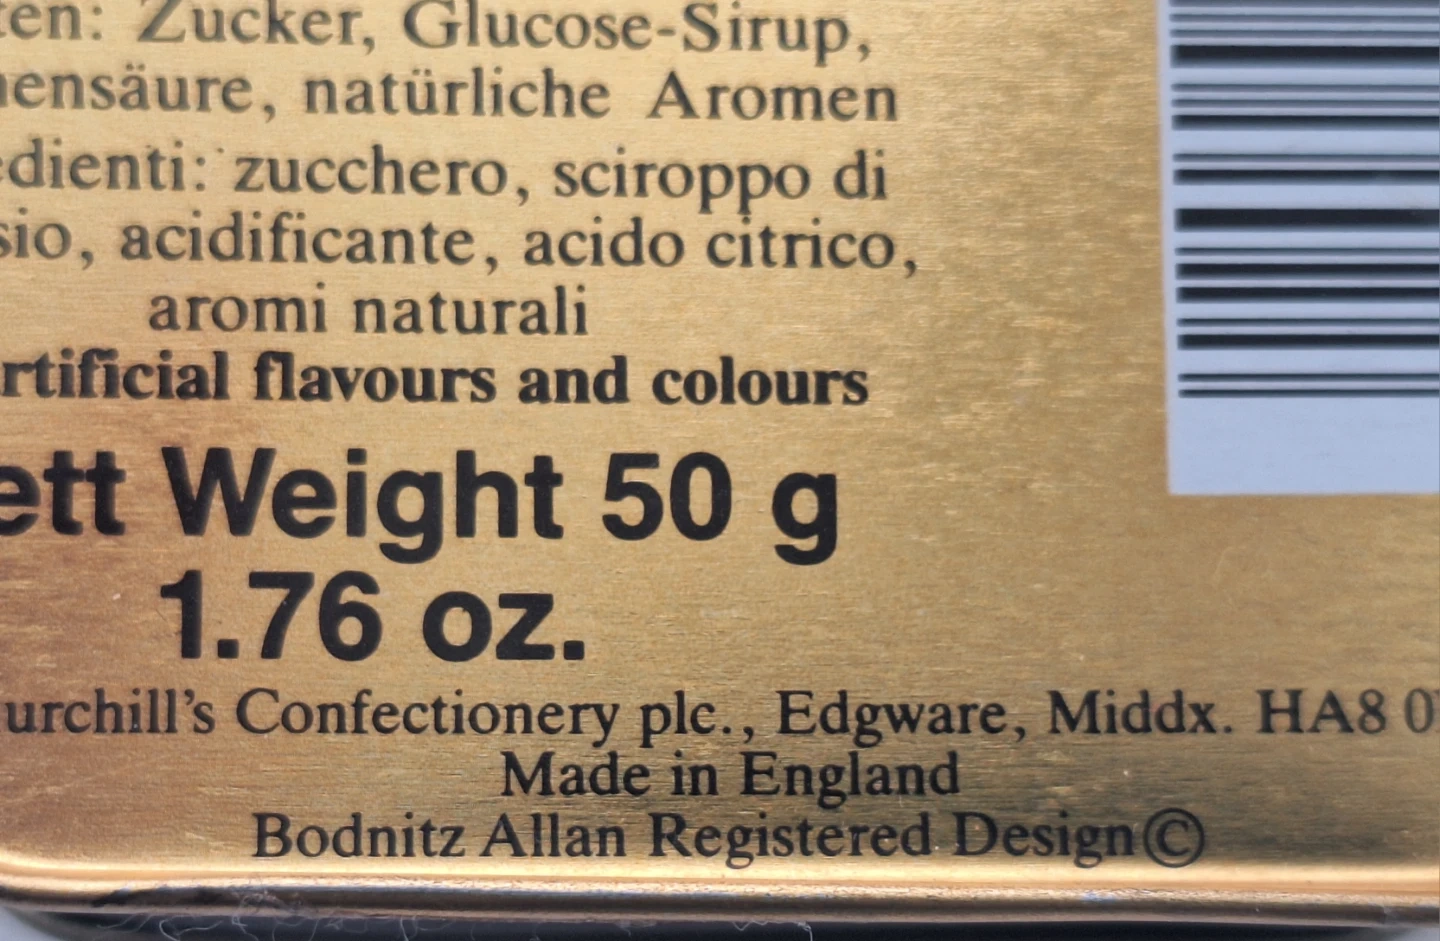 ten: Zucker, Glucose-Sirup,
nensäure, natürliche Aromen
edienti: zucchero, sciroppo di
sio, acidificante, acido citrico,
aromi naturali
rtificial flavours and colours
ett Weight 50 g
1.76 oz.
urchill's Confectionery plc., Edgware, Middx. HA8 0
Made in England
Bodnitz Allan Registered Design©